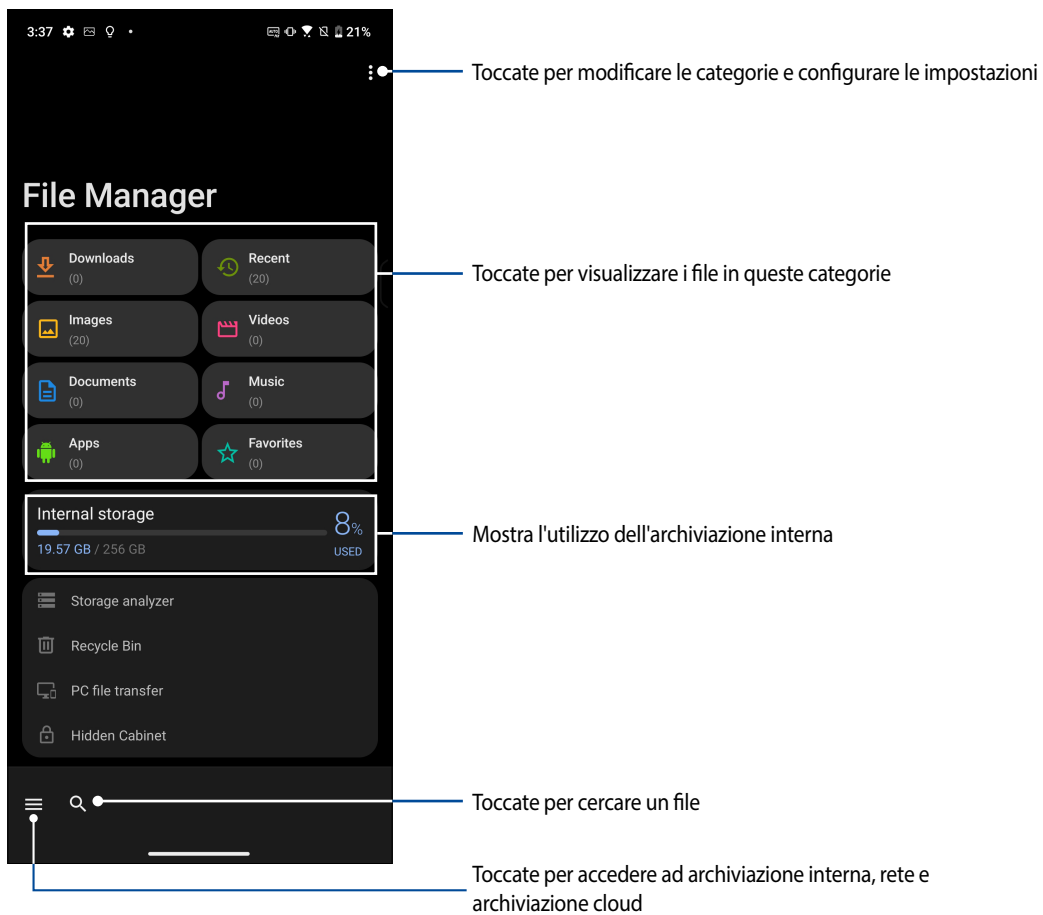 3:37 21%
Toccate per modificare le categorie e configurare le impostazioni
File Manager
Downloads
(0)
Recent
(20)
Toccate per visualizzare i file in queste categorie
Images
(20)
Videos
(0)
Documents
(0)
Music
(0)
Apps
(0)
Favorites
(0)
Internal storage
19.57 GB / 256 GB
8%
USED
Mostra l'utilizzo dell'archiviazione interna
Storage analyzer
Recycle Bin
PC file transfer
Hidden Cabinet
Toccate per cercare un file
Toccate per accedere ad archiviazione interna, rete e
archiviazione cloud